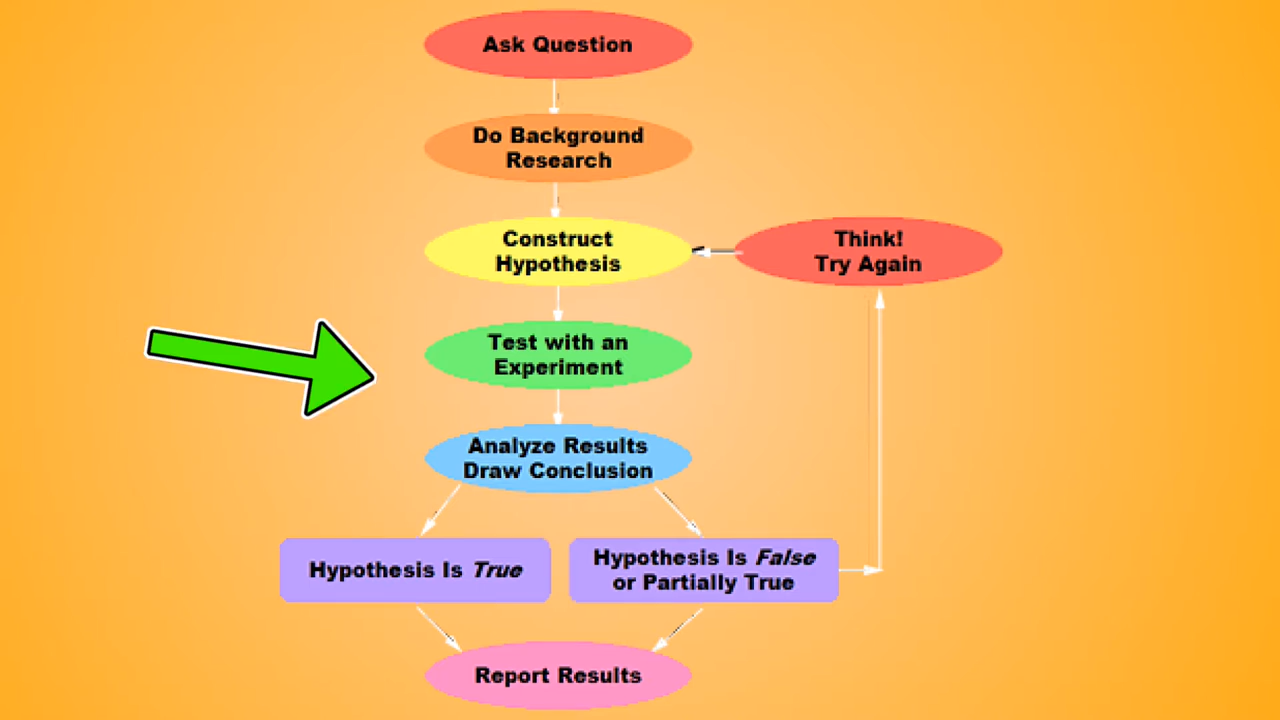 Ask Question
Do Background
Research
Construct
Hypothesis
Think!
Try Again
Test with an
Experiment
Analyze Results
Draw Conclusion
Hypothesis Is True
Hypothesis Is False
or Partially True
Report Results